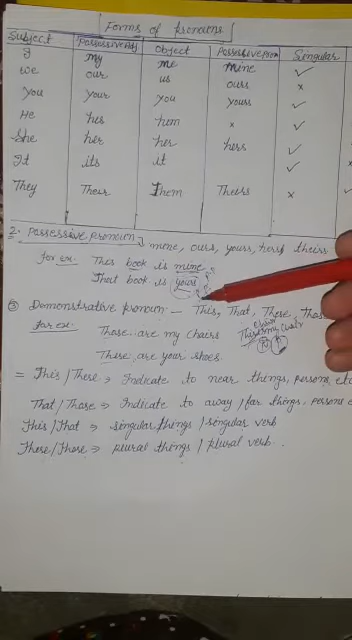 Forms of pronouns
Subject Possessive Adj Object Possessive Pron Singular
I my me mine ✓
We our us ours ×
You your you yours ✓
He his him × ✓
She her her hers ✓
It its it ✓
They Their Them Theirs ×
2. Possessive pronoun → mine, ours, yours, hers, theirs
for ex: This book is mine
That book is yours
③ Demonstrative pronoun - This, That, These, Those
for ex: Those are my chairs
These are your shoes.
= This / These ⇒ Indicate to near things, persons, etc
That / Those ⇒ Indicate to away / far things, persons e
This / That ⇒ singular things / singular verb
These / These ⇒ plural things / plural verb.